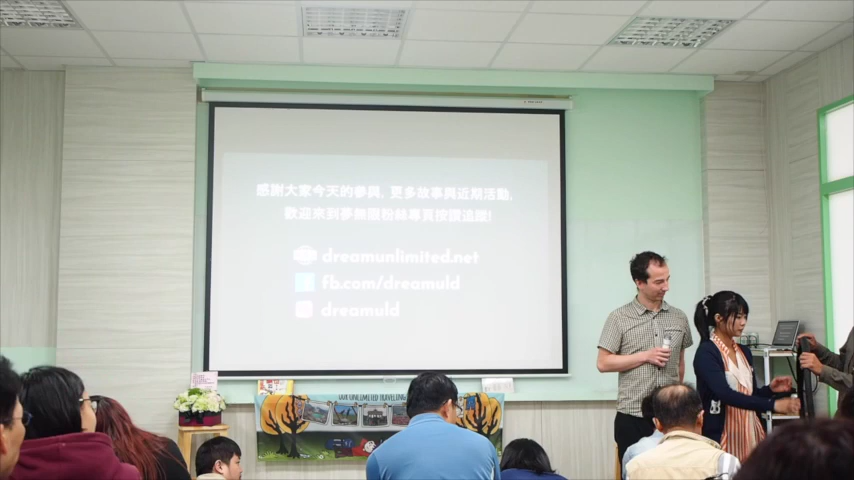 感謝大家今天的參與, 更多故事與近期活動,
歡迎來到夢無限粉絲專頁按讚追蹤!
dreamunlimited.net
fb.com/dreamuld
dreamuld
UNLIMITED TRAVELING